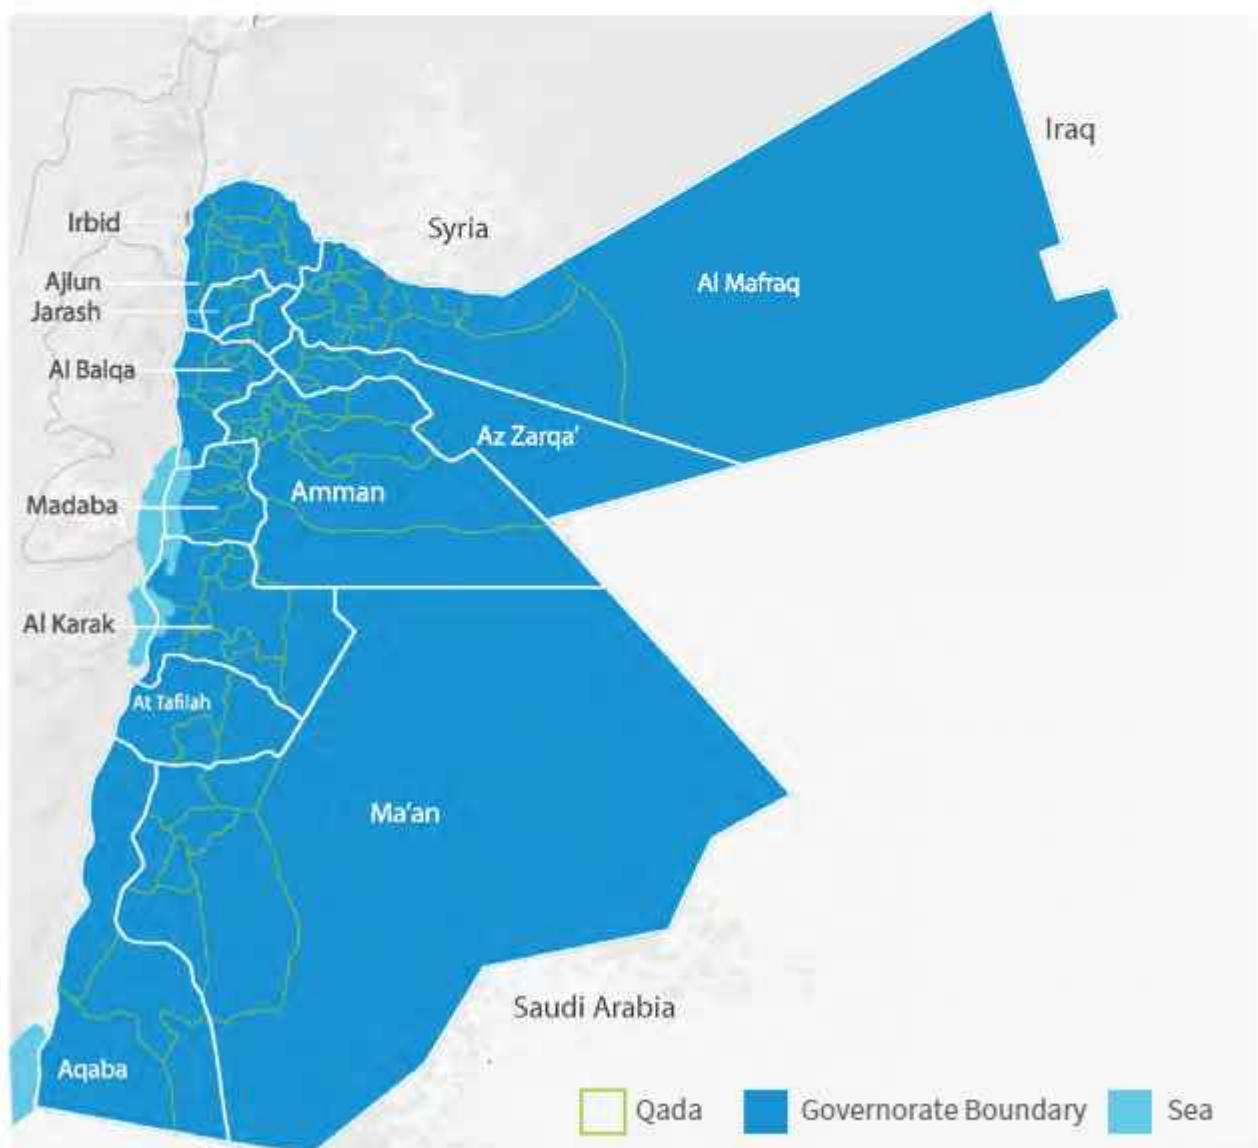 Iraq
Irbid
Syria
Ajlun
Al Mafraq
Jarash
Al Balqa
Az Zarqa’
Amman
Madaba
Al Karak
At Tafilah
Ma’an
Saudi Arabia
Aqaba
Qada
Governorate Boundary
Sea